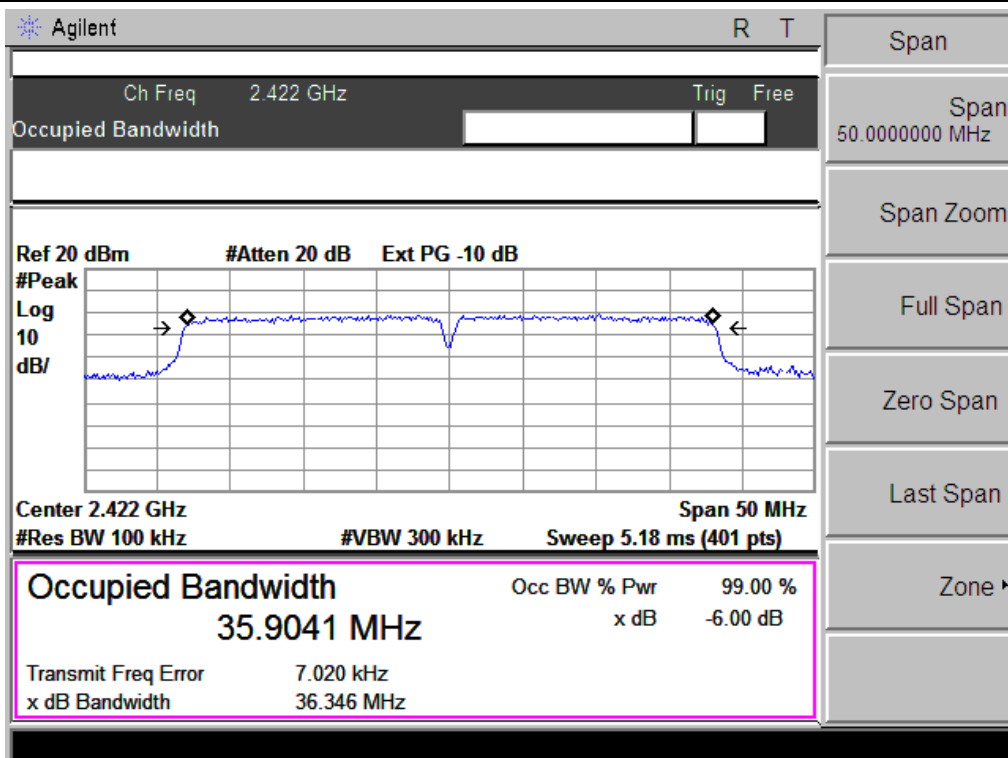 Agilent R T
Ch Freq 2.422 GHz Trig Free
Occupied Bandwidth
Ref 20 dBm #Atten 20 dB Ext PG -10 dB
#Peak
Log
10
dB/
Center 2.422 GHz Span 50 MHz
#Res BW 100 kHz #VBW 300 kHz Sweep 5.18 ms (401 pts)
Occupied Bandwidth Occ BW % Pwr 99.00 %
35.9041 MHz x dB -6.00 dB
Transmit Freq Error 7.020 kHz
x dB Bandwidth 36.346 MHz
Span
Span
50.0000000 MHz
Span Zoom
Full Span
Zero Span
Last Span
Zone